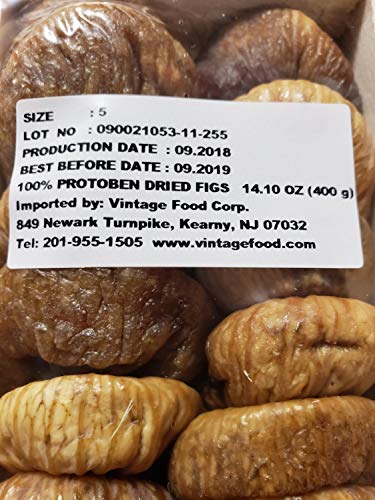 SIZE : 5
LOT NO : 090021053-11-255
PRODUCTION DATE : 09.2018
BEST BEFORE DATE : 09.2019
100% PROTOBEN DRIED FIGS 14.10 OZ (400 g)
Imported by: Vintage Food Corp.
849 Newark Turnpike, Kearny, NJ 07032
Tel: 201-955-1505 www.vintagefood.com